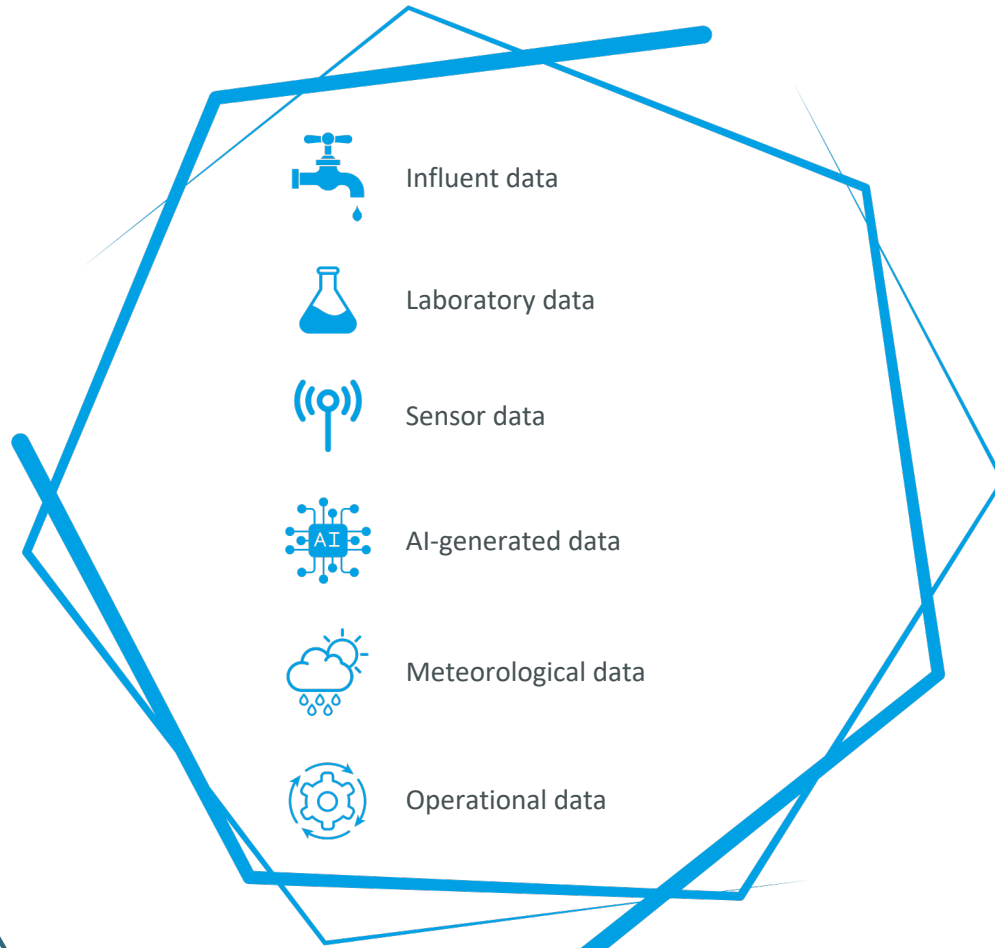 Influent data
Laboratory data
Sensor data
AI
AI-generated data
Meteorological data
Operational data